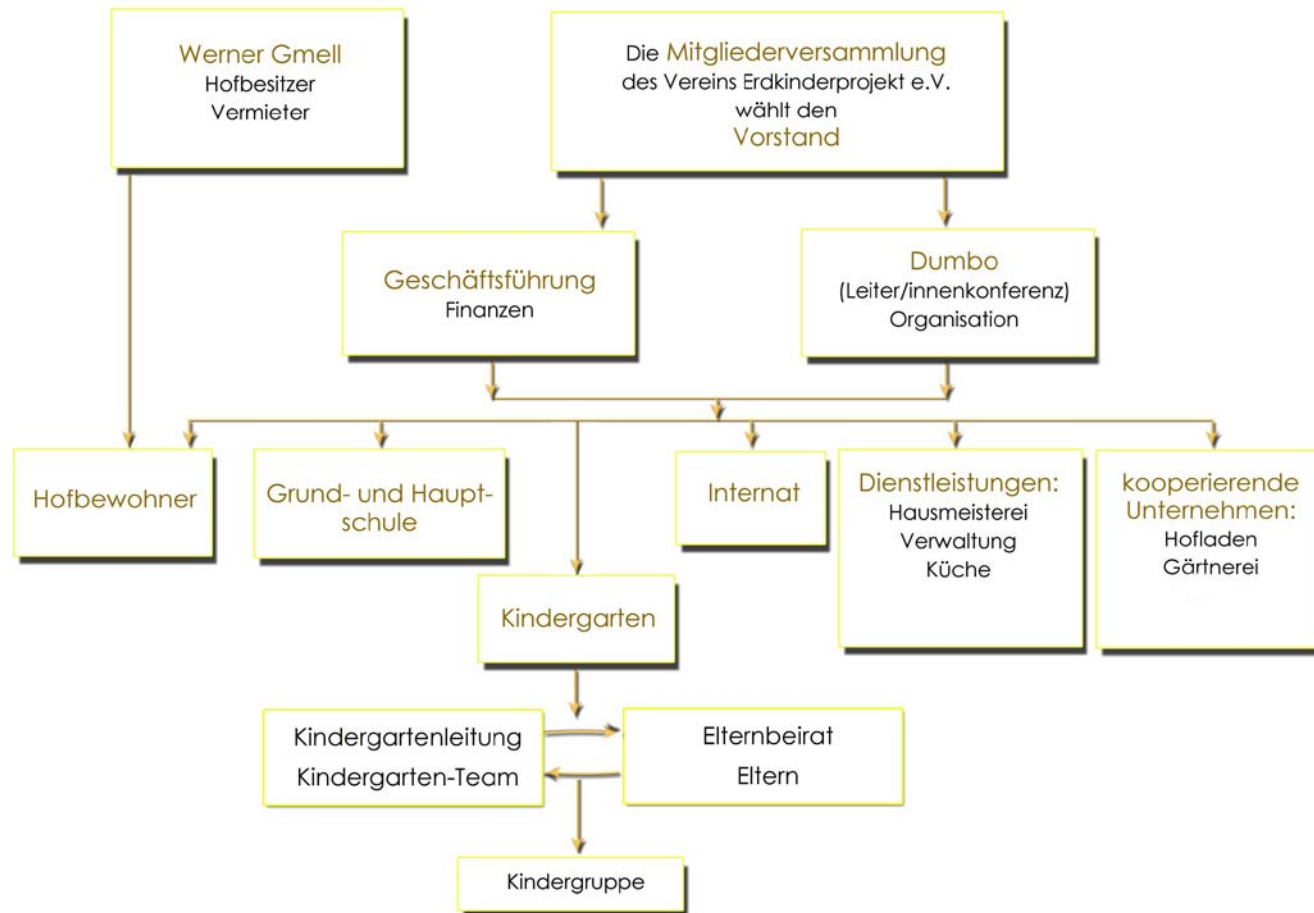 Werner Gmell
Hofbesitzer
Vermieter
Die Mitgliederversammlung
des Vereins Erdkinderprojekt e.V.
wählt den
Vorstand
Geschäftsführung
Finanzen
Dumbo
(Leiter/innenkonferenz)
Organisation
Hofbewohner
Grund- und Haupt-
schule
Internat
Dienstleistungen:
Hausmeisterei
Verwaltung
Küche
kooperierende
Unternehmen:
Hofladen
Gärtnerei
Kindergarten
Kindergartenleitung
Kindergarten-Team
Elternbeirat
Eltern
Kindergruppe